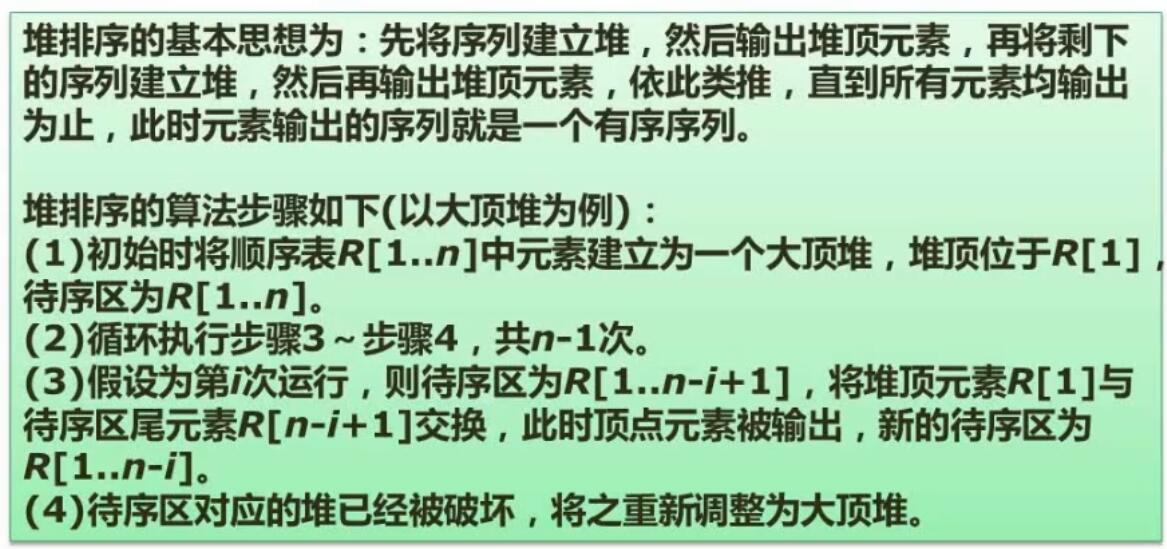 堆排序的基本思想为：先将序列建立堆，然后输出堆顶元素，再将剩下
的序列建立堆，然后再输出堆顶元素，依此类推，直到所有元素均输出
为止，此时元素输出的序列就是一个有序序列。
堆排序的算法步骤如下(以大顶堆为例)：
(1)初始时将顺序表R[1..n]中元素建立为一个大顶堆，堆顶位于R[1]，
待序区为R[1..n]。
(2)循环执行步骤3～步骤4，共n-1次。
(3)假设为第i次运行，则待序区为R[1..n-i+1]，将堆顶元素R[1]与
待序区尾元素R[n-i+1]交换，此时顶点元素被输出，新的待序区为
R[1..n-i]。
(4)待序区对应的堆已经被破坏，将之重新调整为大顶堆。